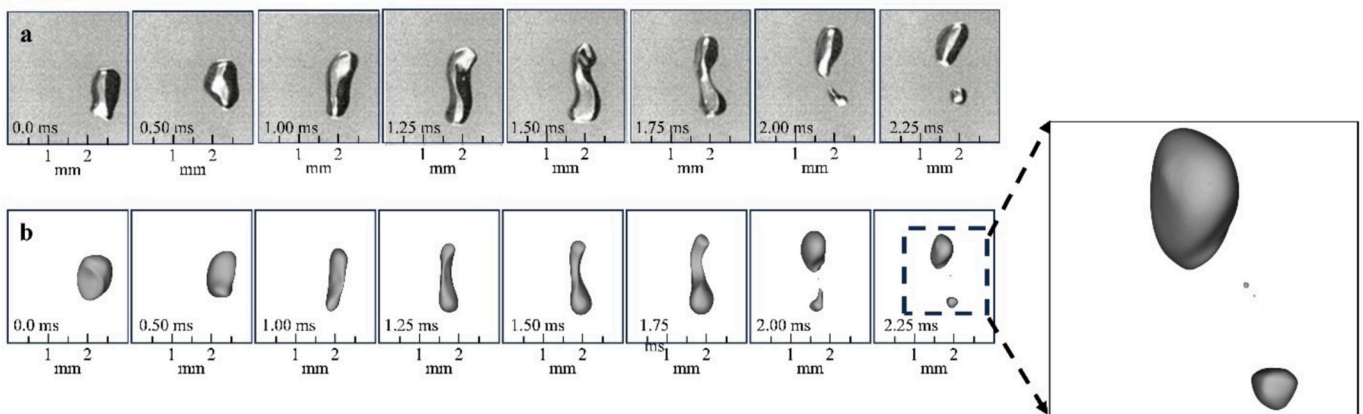 a
0.0 ms 0.50 ms 1.00 ms 1.25 ms 1.50 ms 1.75 ms 2.00 ms 2.25 ms
1 2 1 2 1 2 1 2 1 2 1 2 1 2 1 2
mm mm mm mm mm mm mm mm
b
0.0 ms 0.50 ms 1.00 ms 1.25 ms 1.50 ms 1.75 2.00 ms 2.25 ms
ms
1 2 1 2 1 2 1 2 1 2 1 2 1 2 1 2
mm mm mm mm mm mm mm mm